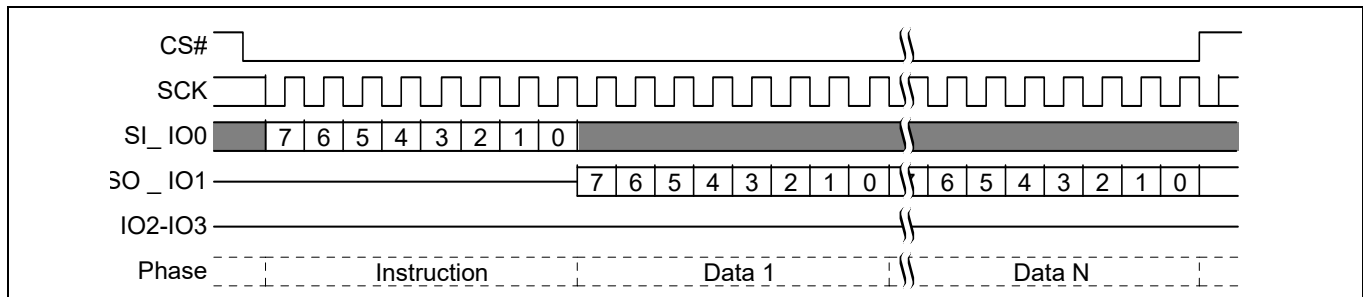 CS#
SCK
SI_ IO0 7 6 5 4 3 2 1 0
SO _ IO1 7 6 5 4 3 2 1 0 6 5 4 3 2 1 0
IO2-IO3
Phase Instruction Data 1 Data N